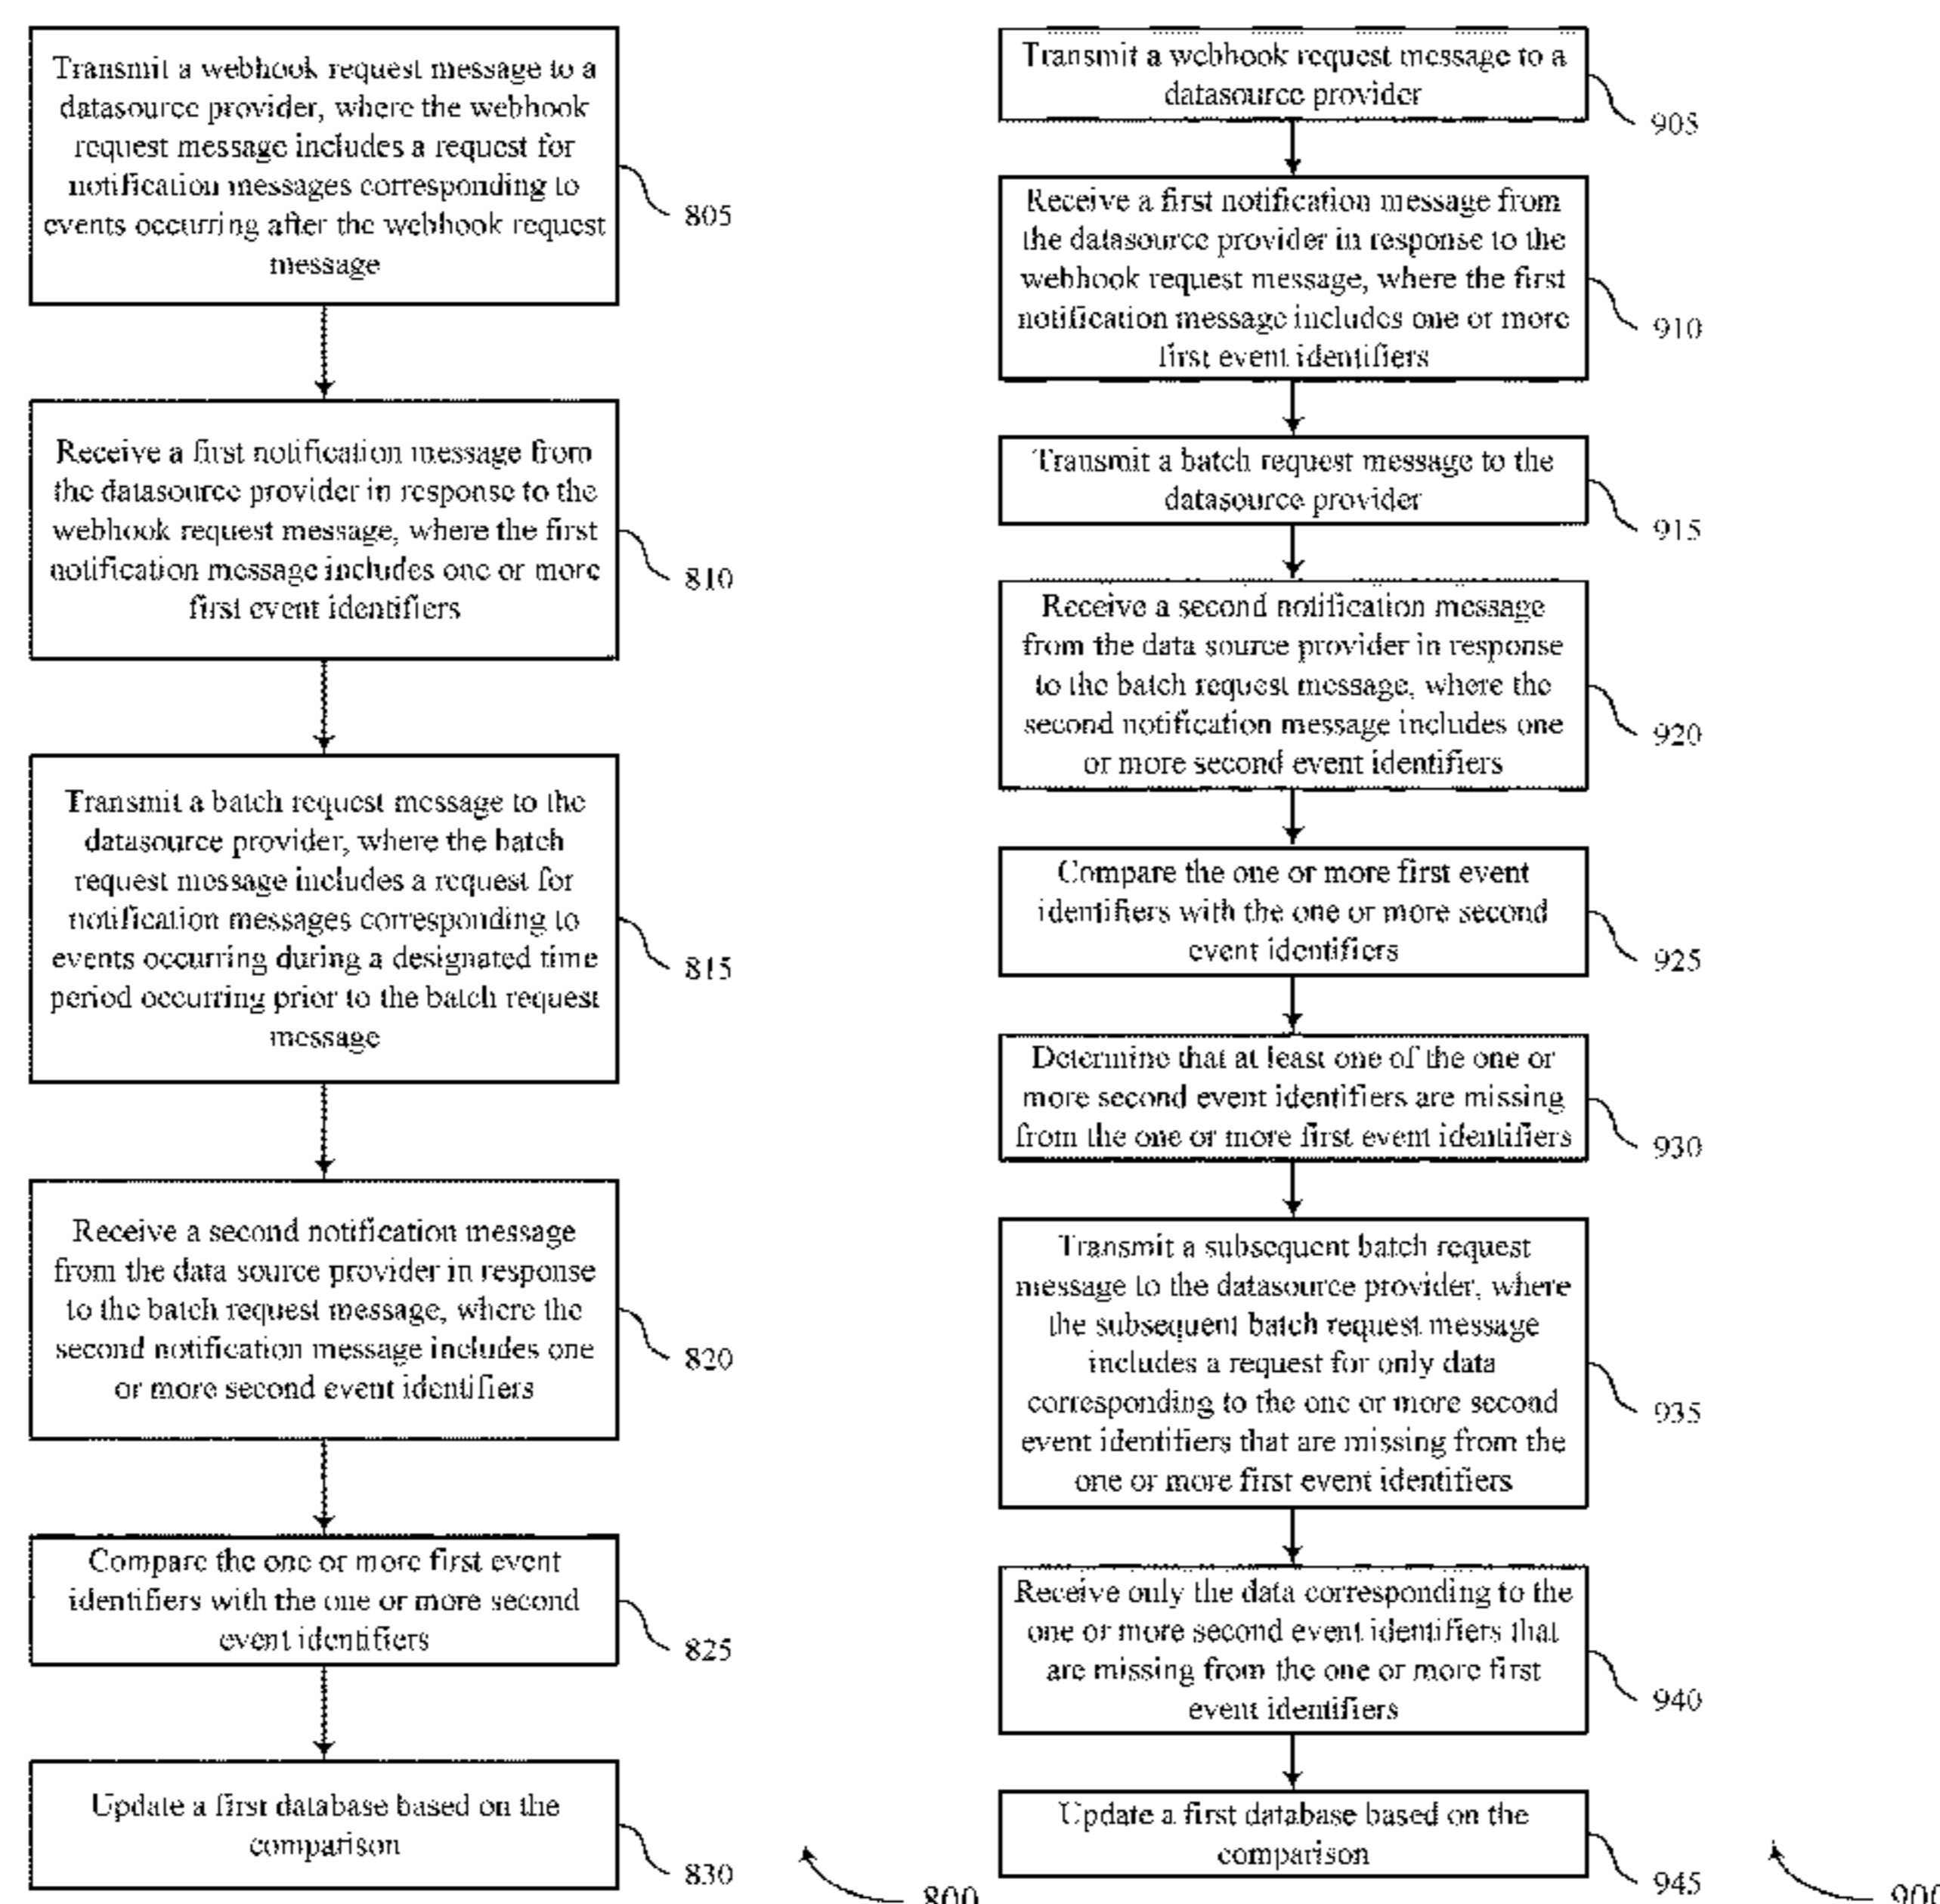 Transmit a webhook request message to a
datasource provider, where the webhook
request message includes a request for
notification messages corresponding to
events occurring after the webhook request
message
805
Receive a first notification message from
the datasource provider in response to the
webhook request message, where the first
notification message includes one or more
first event identifiers
810
Transmit a batch request message to the
datasource provider, where the batch
request message includes a request for
notification messages corresponding to
events occurring during a designated time
period occurring prior to the batch request
message
815
Receive a second notification message
from the data source provider in response
to the batch request message, where the
second notification message includes one
or more second event identifiers
820
Compare the one or more first event
identifiers with the one or more second
event identifiers
825
Update a first database based on the
comparison
830
800
Transmit a webhook request message to a
datasource provider
905
Receive a first notification message from
the datasource provider in response to the
webhook request message, where the first
notification message includes one or more
first event identifiers
910
Transmit a batch request message to the
datasource provider
915
Receive a second notification message
from the data source provider in response
to the batch request message, where the
second notification message includes one
or more second event identifiers
920
Compare the one or more first event
identifiers with the one or more second
event identifiers
925
Determine that at least one of the one or
more second event identifiers are missing
from the one or more first event identifiers
930
Transmit a subsequent batch request
message to the datasource provider, where
the subsequent batch request message
includes a request for only data
corresponding to the one or more second
event identifiers that are missing from the
one or more first event identifiers
935
Receive only the data corresponding to the
one or more second event identifiers that
are missing from the one or more first
event identifiers
940
Update a first database based on the
comparison
945
900